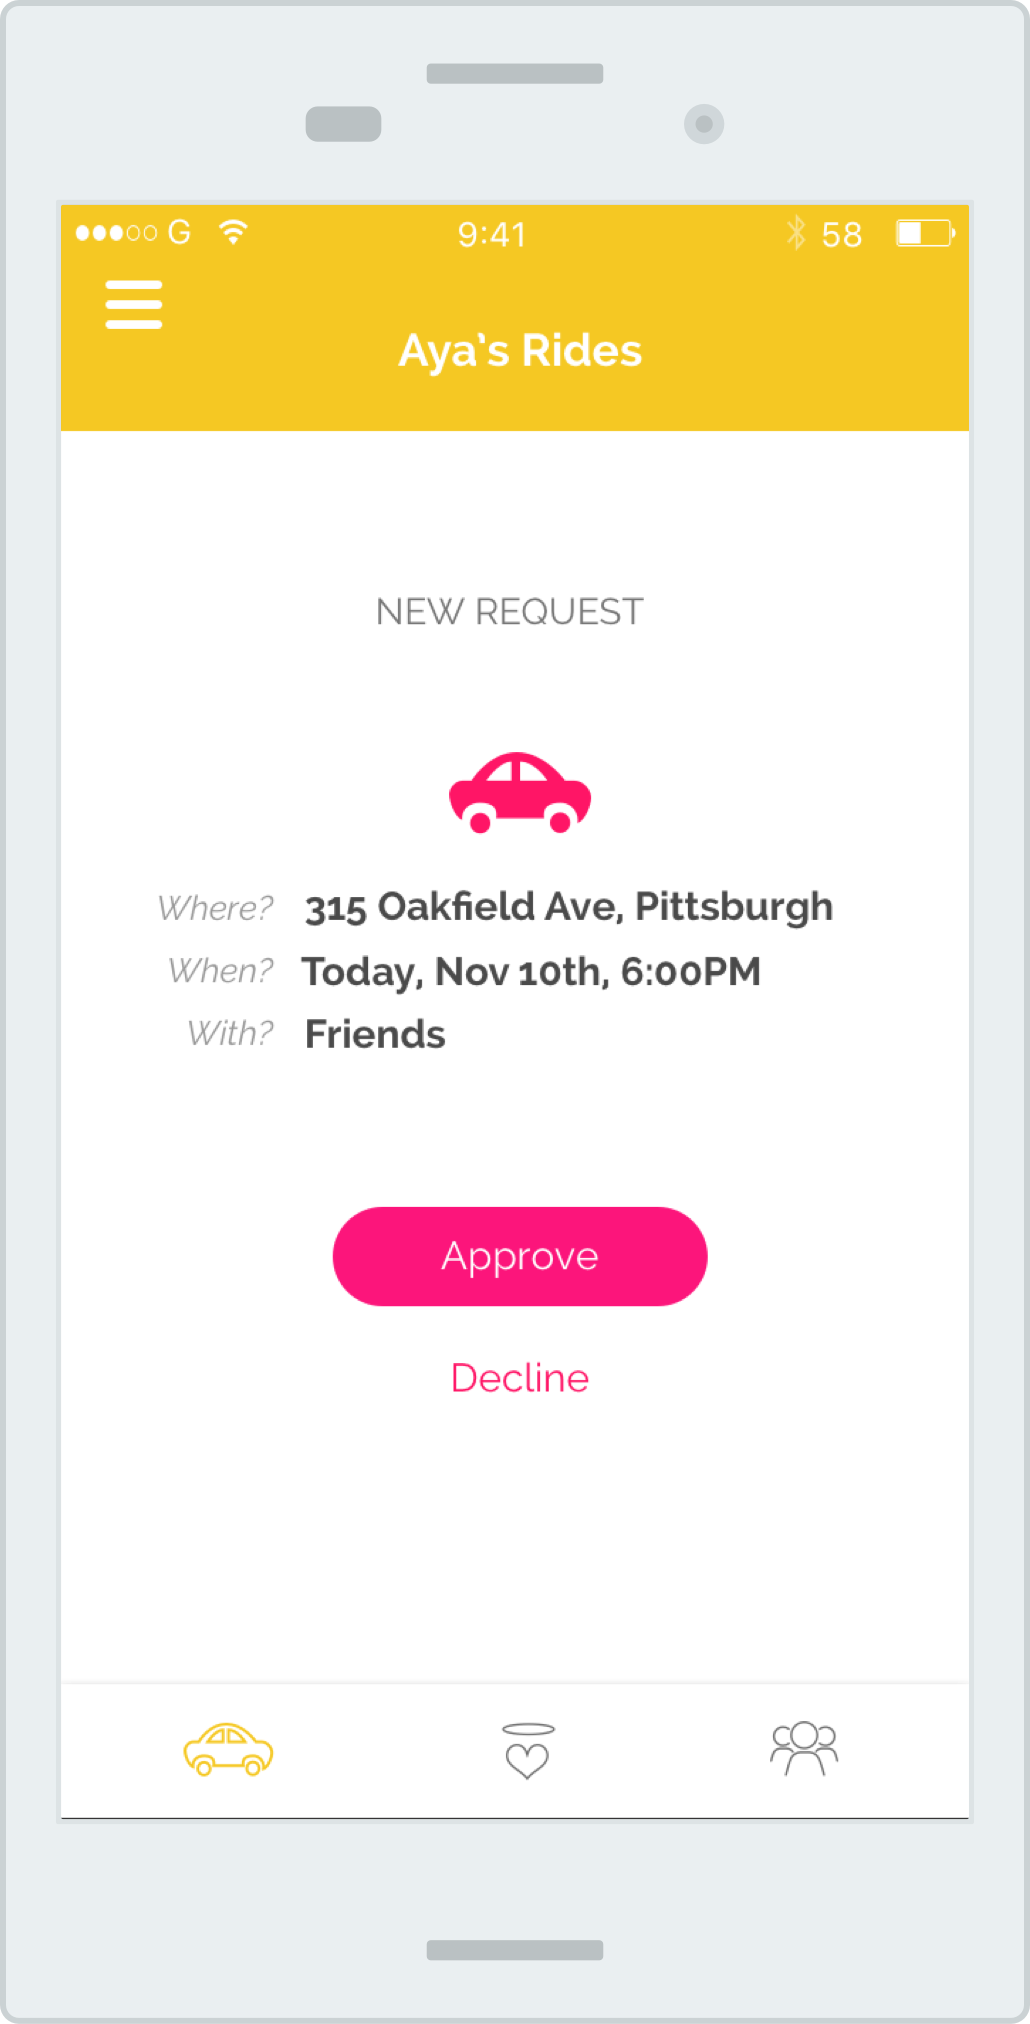 G 9:41 58
Aya's Rides
NEW REQUEST
Where? 315 Oakfield Ave, Pittsburgh
When? Today, Nov 10th, 6:00PM
With? Friends
Approve
Decline